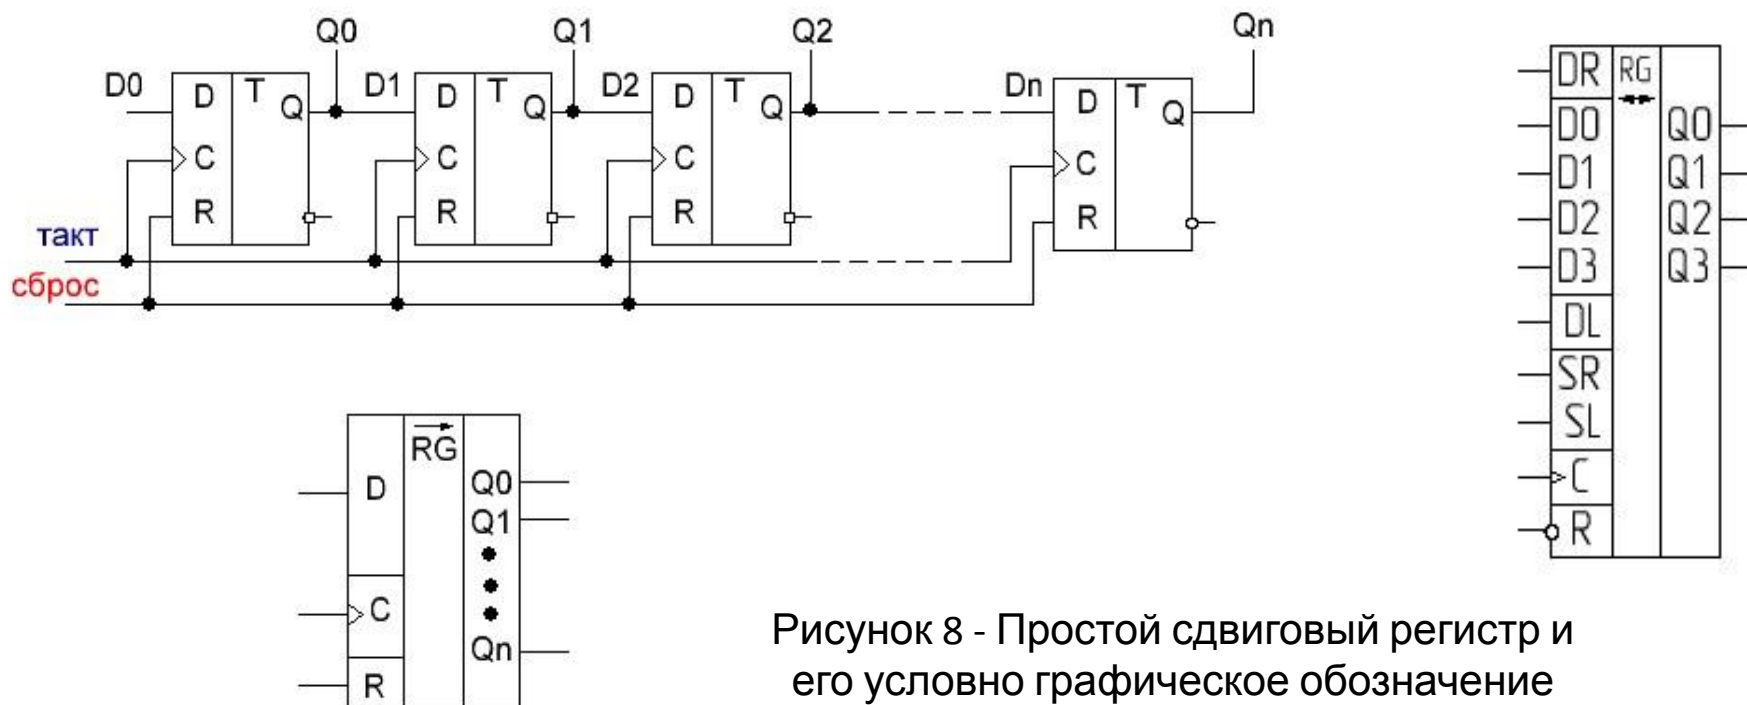 Q0 Q1 Q2 Qn
D0 D T Q C R
D1 D T Q C R
D2 D T Q C R
Dn D T Q C R
такт
сброс
DR RG
D0 Q0
D1 Q1
D2 Q2
D3 Q3
DL
SR
SL
C
R
RG
D Q0
Q1
C
Qn
R
Рисунок 8 - Простой сдвиговый регистр и
его условно графическое обозначение